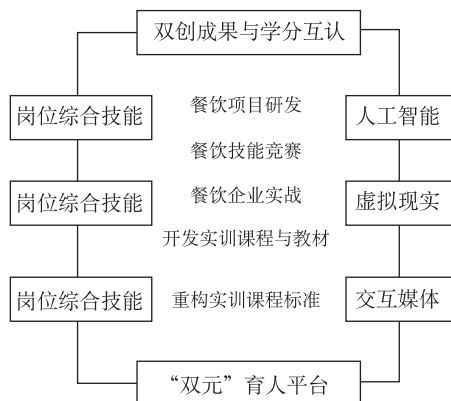 双创成果与学分互认
岗位综合技能
餐饮项目研发
人工智能
餐饮技能竞赛
岗位综合技能
餐饮企业实战
虚拟现实
开发实训课程与教材
岗位综合技能
重构实训课程标准
交互媒体
“双元”育人平台